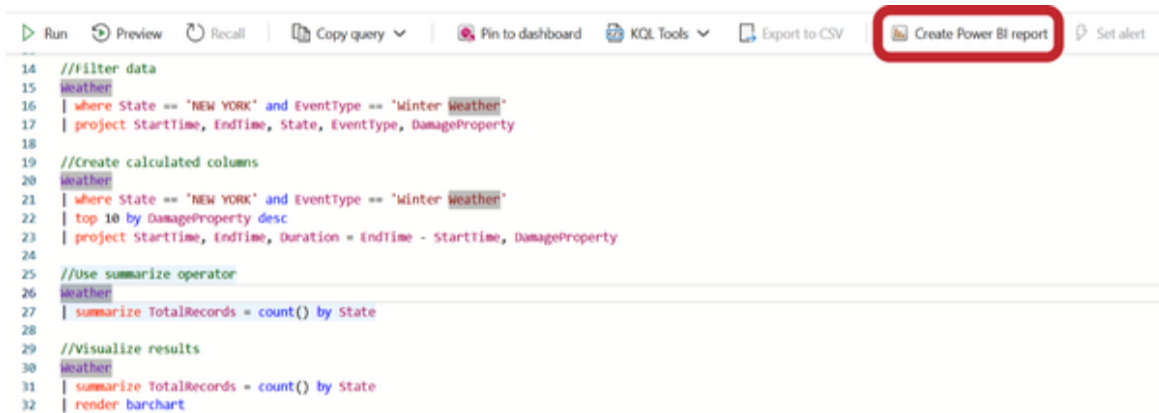 Run Preview Recall Copy query Pin to dashboard KQL Tools Export to CSV Create Power BI report Set alert
14 //Filter data
15 Weather
16 | where State == "NEW YORK" and EventType == "Winter Weather"
17 | project StartTime, EndTime, State, EventType, DamageProperty
18
19 //Create calculated columns
20 Weather
21 | where State == "NEW YORK" and EventType == "Winter Weather"
22 | top 10 by DamageProperty desc
23 | project StartTime, EndTime, Duration = EndTime - StartTime, DamageProperty
24
25 //Use summarize operator
26 Weather
27 | summarize TotalRecords = count() by State
28
29 //Visualize results
30 Weather
31 | summarize TotalRecords = count() by State
32 | render barchart